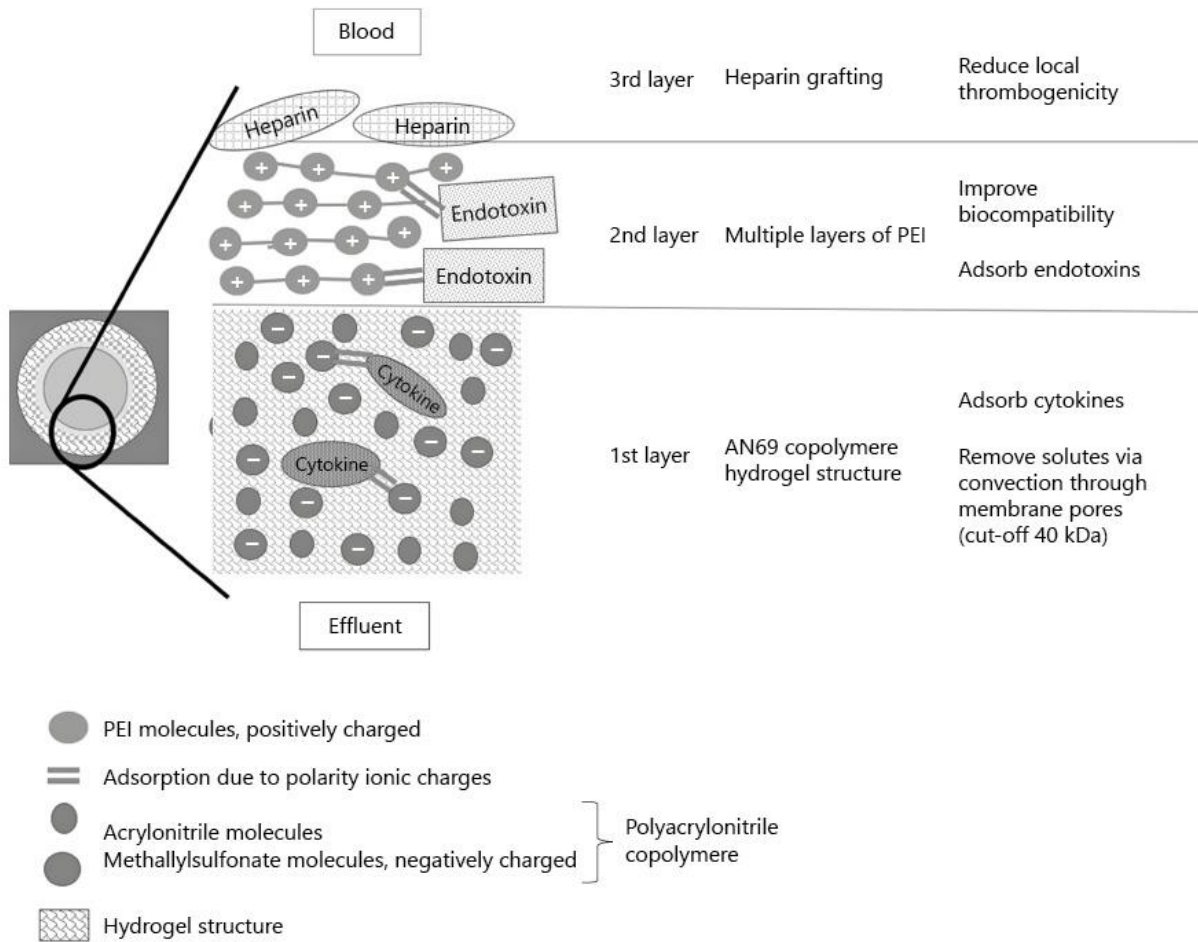 Blood
3rd layer
Heparin grafting
Reduce local
thrombogenicity
Heparin
Heparin
+ + + +
Endotoxin
+ + +
2nd layer
Multiple layers of PEI
Improve
biocompatibility
Adsorb endotoxins
+ + + +
Endotoxin
+ + +
1st layer
AN69 copolymere
hydrogel structure
Adsorb cytokines
Remove solutes via
convection through
membrane pores
(cut-off 40 kDa)
− − −
− −
Cytokine
−
− −
−
Cytokine
− −
− −
Effluent
PEI molecules, positively charged
Adsorption due to polarity ionic charges
Acrylonitrile molecules
Methallylsulfonate molecules, negatively charged
Polyacrylonitrile
copolymere
Hydrogel structure